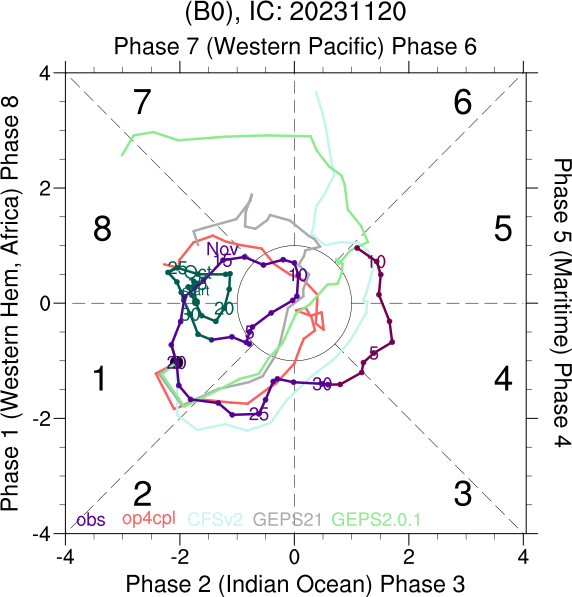 (B0), IC: 20231120
Phase 7 (Western Pacific) Phase 6
Phase 1 (Western Hem, Africa) Phase 8
Phase 5 (Maritime) Phase 4
4
2
0
-2
-4
7
6
8
5
1
4
2
3
Nov
5
10
10
25
20
30
5
20
5
25
30
obs
op4cpl
CFSv2
GEPS21
GEPS2.0.1
-4
-2
0
2
4
Phase 2 (Indian Ocean) Phase 3